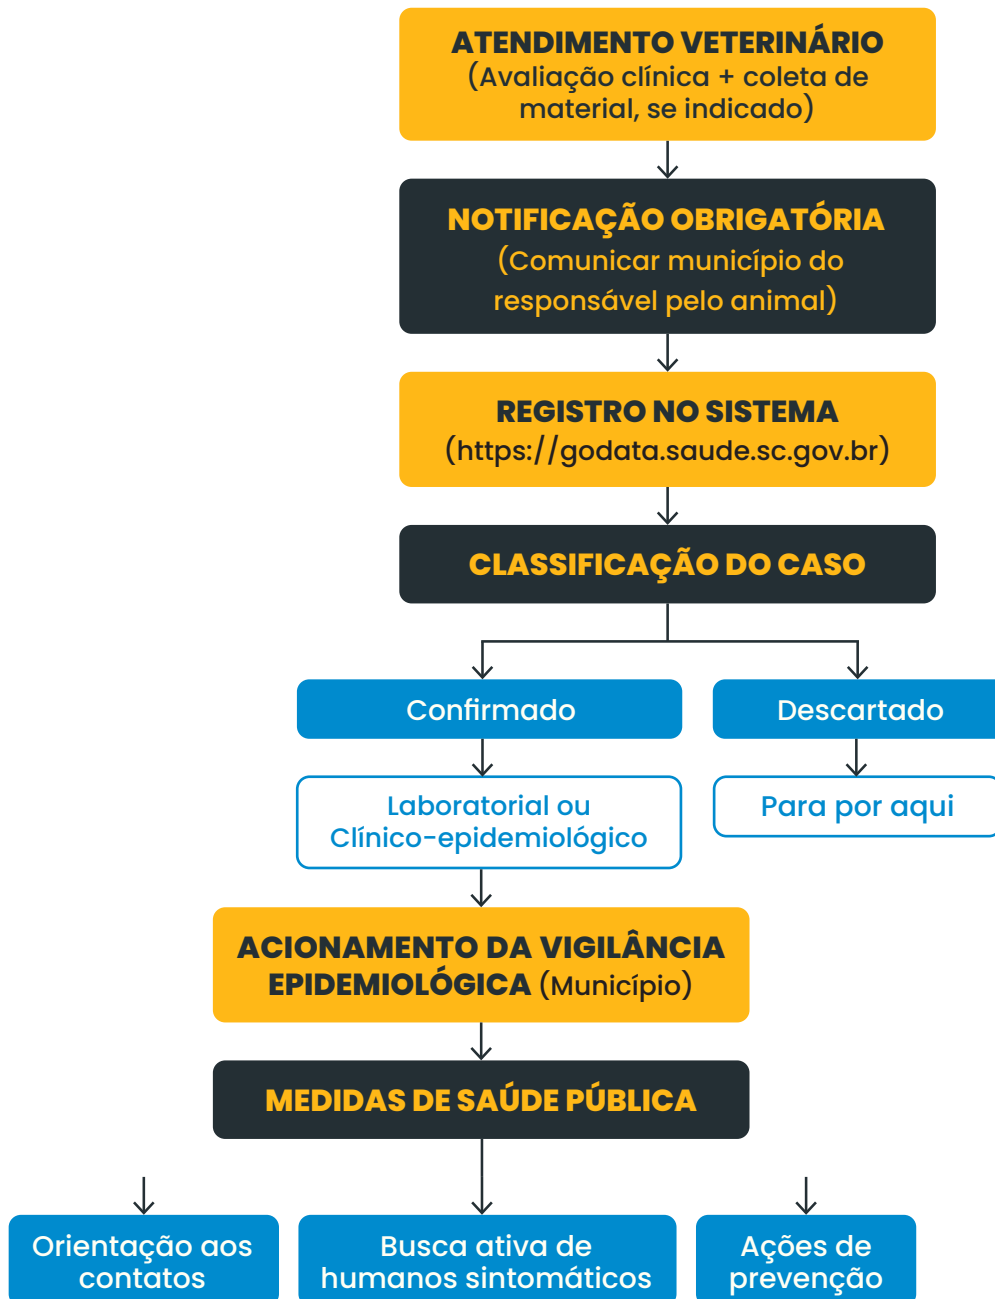 ATENDIMENTO VETERINÁRIO
(Avaliação clínica + coleta de
material, se indicado)
NOTIFICAÇÃO OBRIGATÓRIA
(Comunicar município do
responsável pelo animal)
REGISTRO NO SISTEMA
(https://godata.saude.sc.gov.br)
CLASSIFICAÇÃO DO CASO
Confirmado
Descartado
Laboratorial ou
Clínico-epidemiológico
Para por aqui
ACIONAMENTO DA VIGILÂNCIA
EPIDEMIOLÓGICA (Município)
MEDIDAS DE SAÚDE PÚBLICA
Orientação aos
contatos
Busca ativa de
humanos sintomáticos
Ações de
prevenção